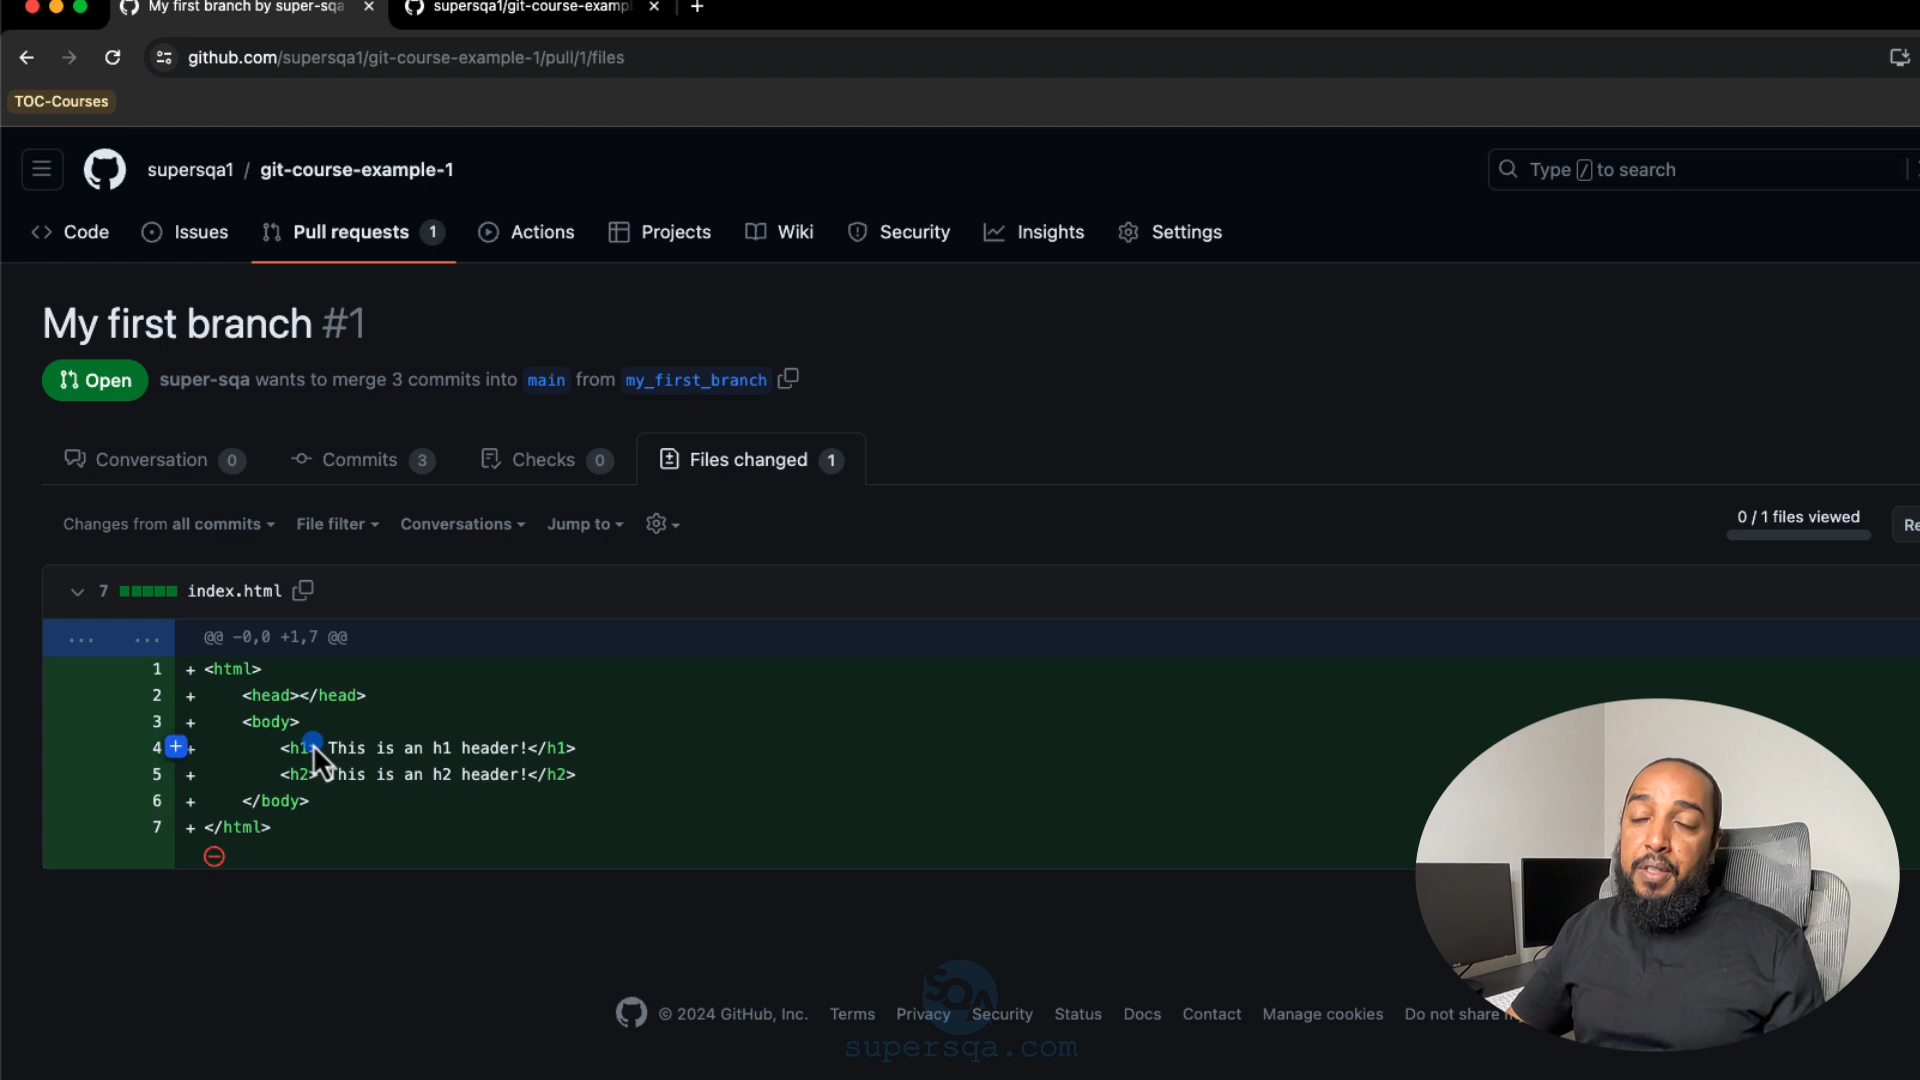 My first branch by super-sqa
supersqa1/git-course-exampl
github.com/supersqa1/git-course-example-1/pull/1/files
TOC-Courses
supersqa1 / git-course-example-1
Type / to search
Code Issues Pull requests 1 Actions Projects Wiki Security Insights Settings
My first branch #1
Open super-sqa wants to merge 3 commits into main from my_first_branch
Conversation 0 Commits 3 Checks 0 Files changed 1
Changes from all commits File filter Conversations Jump to
0 / 1 files viewed
Re
7 index.html
... ... @@ -0,0 +1,7 @@
1 + <html>
2 + <head></head>
3 + <body>
4 + <h1> This is an h1 header!</h1>
5 + <h2> This is an h2 header!</h2>
6 + </body>
7 + </html>
© 2024 GitHub, Inc. Terms Privacy Security Status Docs Contact Manage cookies Do not share
SQA
supersqa.com